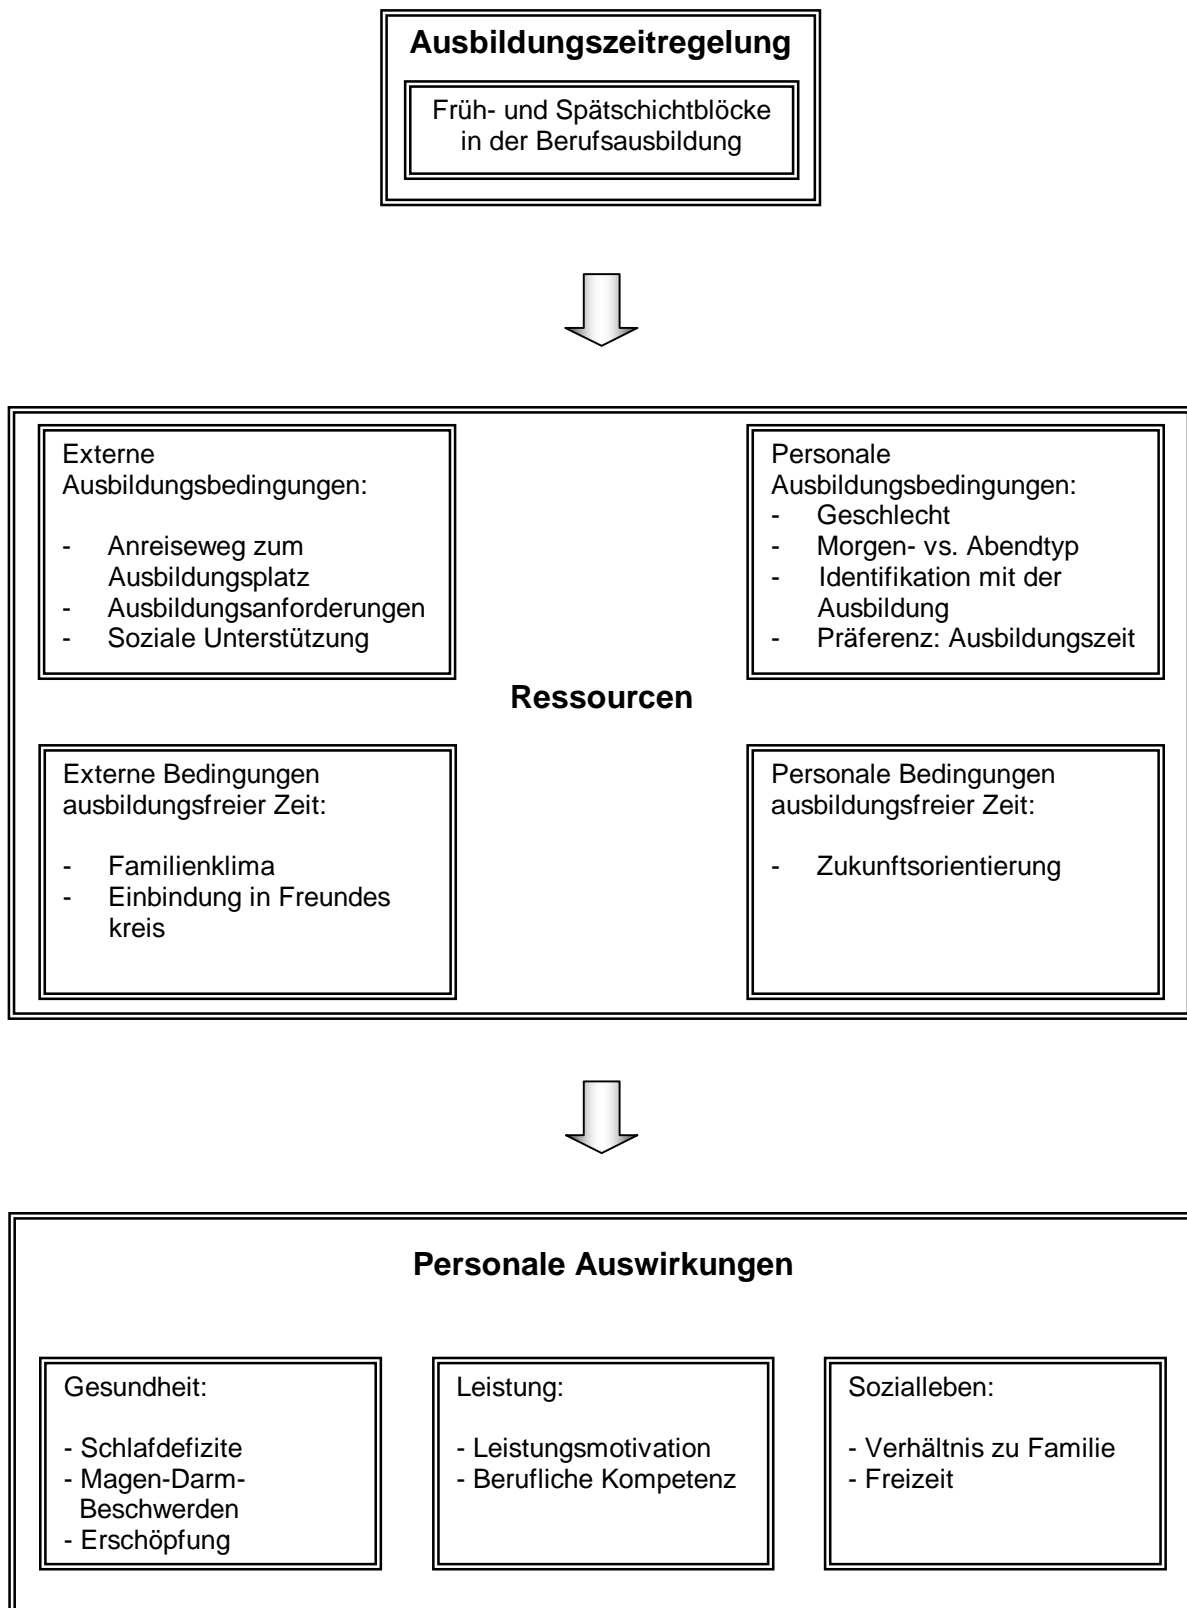 Ausbildungszeitregelung
Früh- und Spätschichtblöcke
in der Berufsausbildung
Externe
Ausbildungsbedingungen:
- Anreiseweg zum
Ausbildungsplatz
- Ausbildungsanforderungen
- Soziale Unterstützung
Personale
Ausbildungsbedingungen:
- Geschlecht
- Morgen- vs. Abendtyp
- Identifikation mit der
Ausbildung
- Präferenz: Ausbildungszeit
Ressourcen
Externe Bedingungen
ausbildungsfreier Zeit:
- Familienklima
- Einbindung in Freundes
kreis
Personale Bedingungen
ausbildungsfreier Zeit:
- Zukunftsorientierung
Personale Auswirkungen
Gesundheit:
- Schlafdefizite
- Magen-Darm-
Beschwerden
- Erschöpfung
Leistung:
- Leistungsmotivation
- Berufliche Kompetenz
Sozialleben:
- Verhältnis zu Familie
- Freizeit